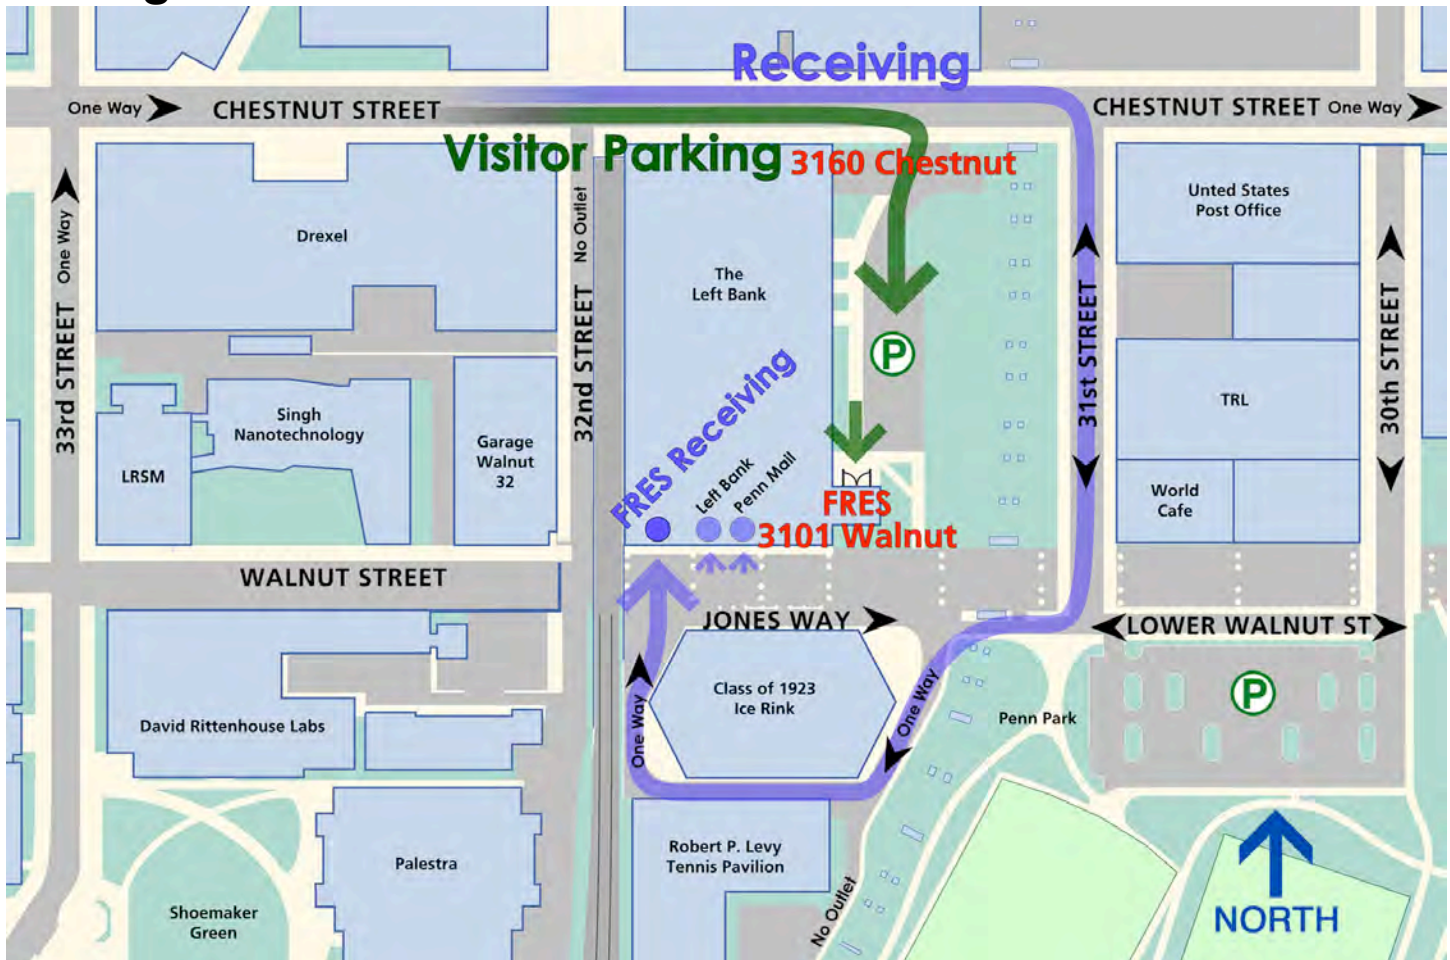 Receiving
One Way
CHESTNUT STREET
CHESTNUT STREET
One Way
Visitor Parking
3160 Chestnut
33rd STREET
One Way
Drexel
32nd STREET
No Outlet
The
Left Bank
P
31st STREET
Unted States
Post Office
30th STREET
TRL
World
Cafe
LRSM
Singh
Nanotechnology
Garage
Walnut
32
FRES Receiving
Left Bank
Penn Mail
FRES
3101 Walnut
WALNUT STREET
JONES WAY
LOWER WALNUT ST
David Rittenhouse Labs
One Way
Class of 1923
Ice Rink
One Way
Penn Park
P
Palestra
Robert P. Levy
Tennis Pavilion
No Outlet
Shoemaker
Green
NORTH